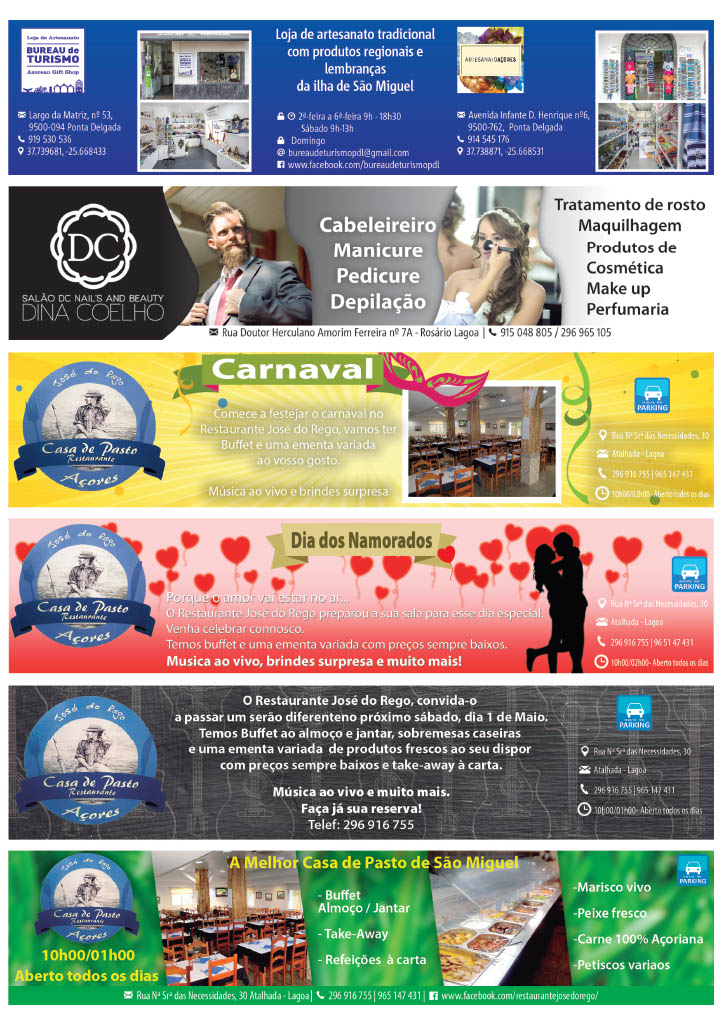 Loja de Artesanato
BUREAU de
TURISMO
Azorean Gift Shop
Largo da Matriz, nº 53,
9500-094 Ponta Delgada
919 530 536
37.739681, -25.668433
Loja de artesanato tradicional
com produtos regionais e
lembranças
da ilha de São Miguel
2ª-feira a 6ª-feira 9h - 18h30
Sábado 9h-13h
Domingo
bureaudeturismopdl@gmail.com
www.facebook.com/bureaudeturismopdl
ARTESANATOAÇORES
Avenida Infante D. Henrique nº6,
9500-762, Ponta Delgada
914 545 176
37.738871, -25.668531
DC
SALÃO DC NAIL'S AND BEAUTY
DINA COELHO
Cabeleireiro
Manicure
Pedicure
Depilação
Tratamento de rosto
Maquilhagem
Produtos de
Cosmética
Make up
Perfumaria
Rua Doutor Herculano Amorim Ferreira nº 7A - Rosário Lagoa | 915 048 805 / 296 965 105
José do Rego
Casa de Pasto
Restaurante
Açores
Carnaval
Comece a festejar o carnaval no
Restaurante José do Rego, vamos ter
Buffet e uma ementa variada
ao vosso gosto.
Música ao vivo e brindes surpresa
PARKING
Rua Nª Srª das Necessidades, 30
Atalhada - Lagoa
296 916 755 | 965 147 431
10h00/02h00- Aberto todos os dias
José do Rego
Casa de Pasto
Restaurante
Açores
Dia dos Namorados
Porque o amor vai estar no ar...
O Restaurante José do Rego preparou a sua sala para esse dia especial.
Venha celebrar connosco.
Temos buffet e uma ementa variada com preços sempre baixos.
Musica ao vivo, brindes surpresa e muito mais!
PARKING
Rua Nª Srª das Necessidades, 30
Atalhada - Lagoa
296 916 755 | 96 51 47 431
10h00/02h00- Aberto todos os dias
José do Rego
Casa de Pasto
Restaurante
Açores
O Restaurante José do Rego, convida-o
a passar um serão diferenteno próximo sábado, dia 1 de Maio.
Temos Buffet ao almoço e jantar, sobremesas caseiras
e uma ementa variada de produtos frescos ao seu dispor
com preços sempre baixos e take-away à carta.
Música ao vivo e muito mais.
Faça já sua reserva!
Telef: 296 916 755
PARKING
Rua Nª Srª das Necessidades, 30
Atalhada - Lagoa
296 916 755 | 965 147 431
10h00/01h00- Aberto todos os dias
José do Rego
Casa de Pasto
Restaurante
Açores
10h00/01h00
Aberto todos os dias
A Melhor Casa de Pasto de São Miguel
- Buffet
Almoço / Jantar
- Take-Away
- Refeições à carta
PARKING
-Marisco vivo
-Peixe fresco
-Carne 100% Açoriana
-Petiscos variaos
Rua Nª Srª das Necessidades, 30 Atalhada - Lagoa | 296 916 755 | 965 147 431 | www.facebook.com/restaurantejosedorego/